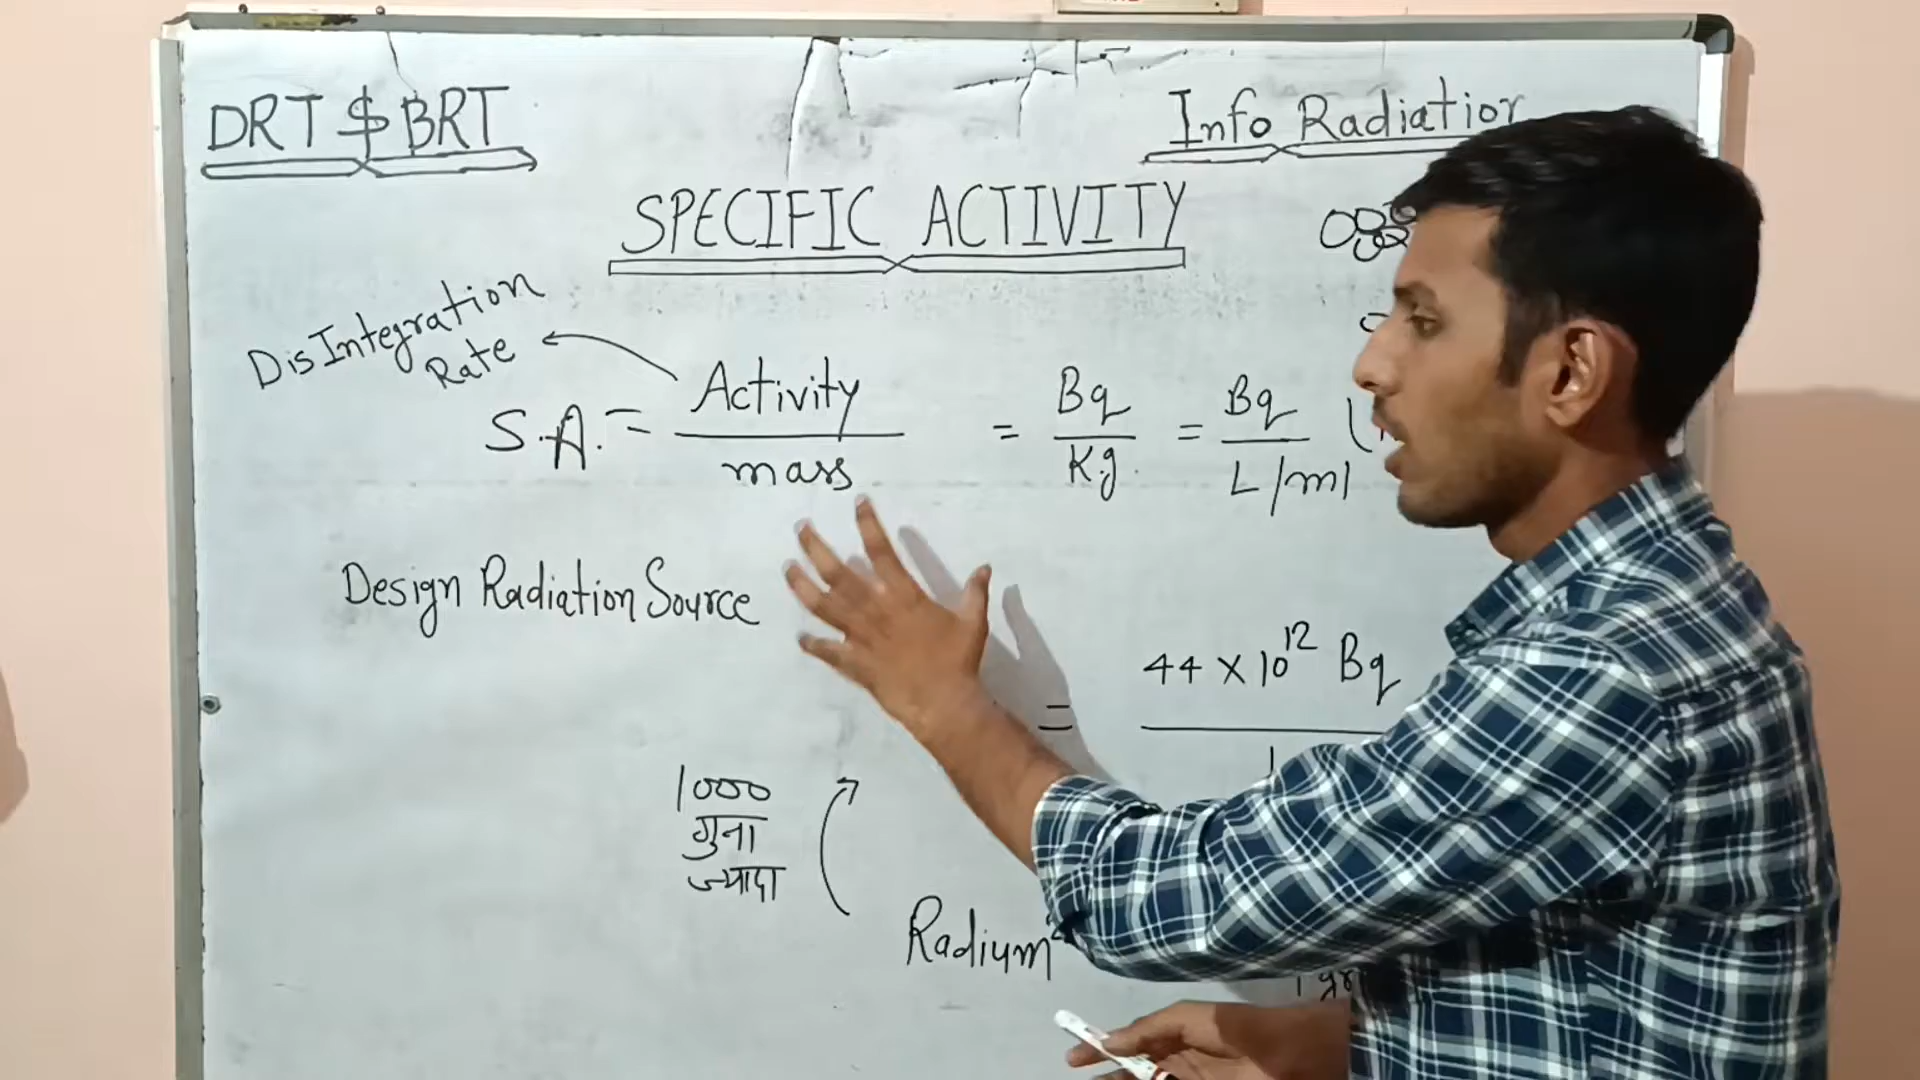 DRT $ BRT
Info Radiation
SPECIFIC ACTIVITY
DisIntegration
Rate
S.A. = Activity / mass = Bq / Kg = Bq / L/ml
Design Radiation Source
= 44 X 10¹² Bq
1
1000
गुना
ज्यादा
Radium